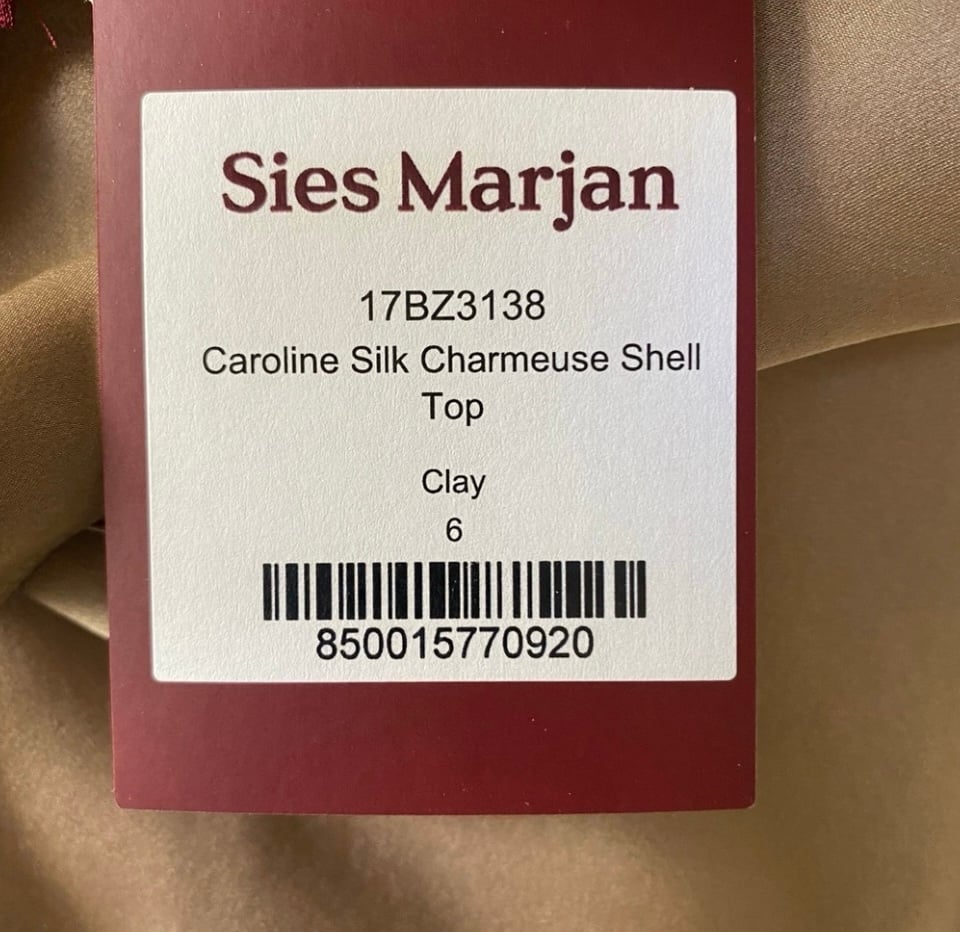 Sies Marjan
17BZ3138
Caroline Silk Charmeuse Shell
Top
Clay
6
850015770920